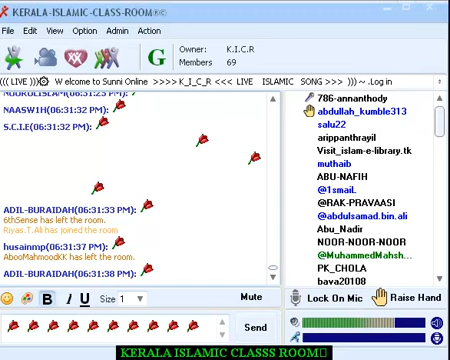 KERALA-ISLAMIC-CLASS-ROOM®©
File Edit View Option Admin Action
G
Owner: K.I.C.R
Members 69
((( LIVE ))) W elcome to Sunni Online >>>> K_I_C_R <<< LIVE ISLAMIC SONG >>> )))~ .Log in
NOOROLISLAM(06:31:23 PM):
NAASW1H(06:31:32 PM):
S.C.I.E(06:31:32 PM):
ADIL-BURAIDAH(06:31:33 PM):
6thSense has left the room.
Riyas.T.Ali has joined the room
husainmp(06:31:37 PM):
AbooMahmoodKK has left the room.
ADIL-BURAIDAH(06:31:38 PM):
786-annanthody
abdullah_kumble313
salu22
arippanthrayil
Visit_islam-e-library.tk
muthaib
ABU-NAFIH
@1smaiL
@RAK-PRAVAASI
@abdulsamad.bin.ali
Abu_Nadir
NOOR-NOOR-NOOR
@MuhammedMahsh...
PK_CHOLA
bava20108
B I U Size 1 Mute
Lock On Mic Raise Hand
Send
KERALA ISLAMIC CLASSS ROOM